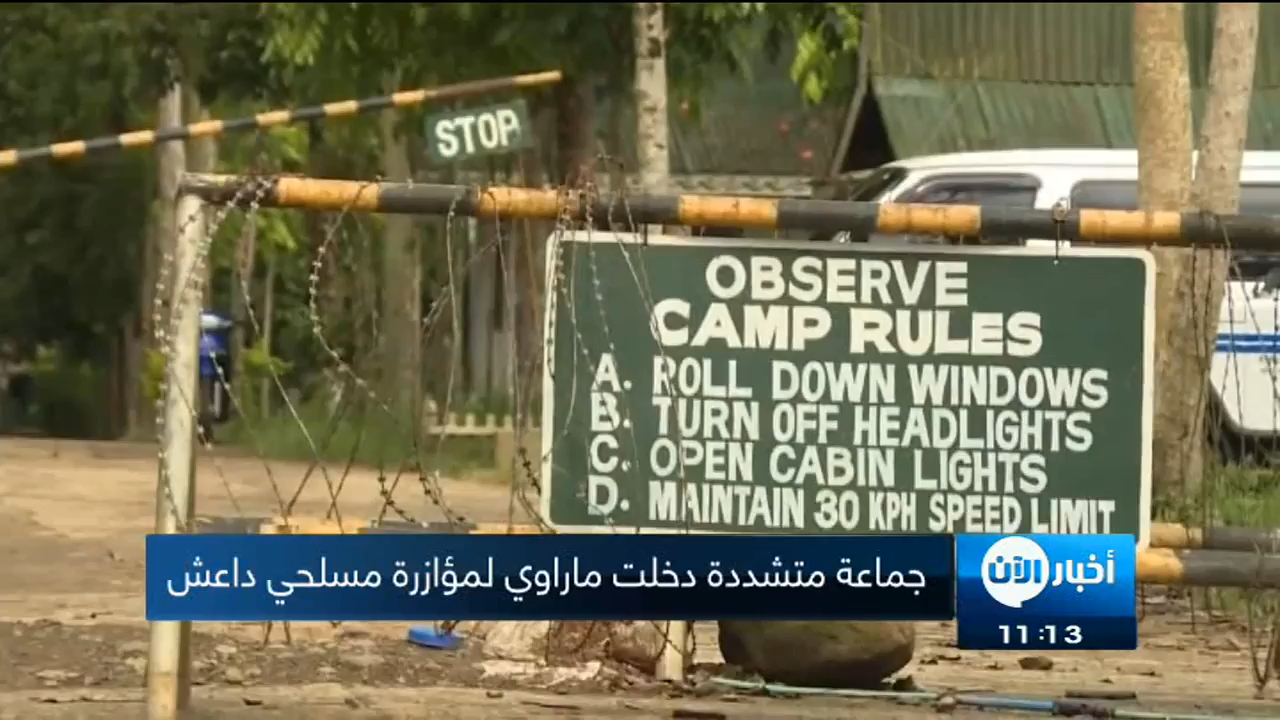 STOP
OBSERVE
CAMP RULES
A. ROLL DOWN WINDOWS
B. TURN OFF HEADLIGHTS
C. OPEN CABIN LIGHTS
D. MAINTAIN 30 KPH SPEED LIMIT
جماعة متشددة دخلت ماراوي لمؤازرة مسلحي داعش
أخبار الآن
11:13